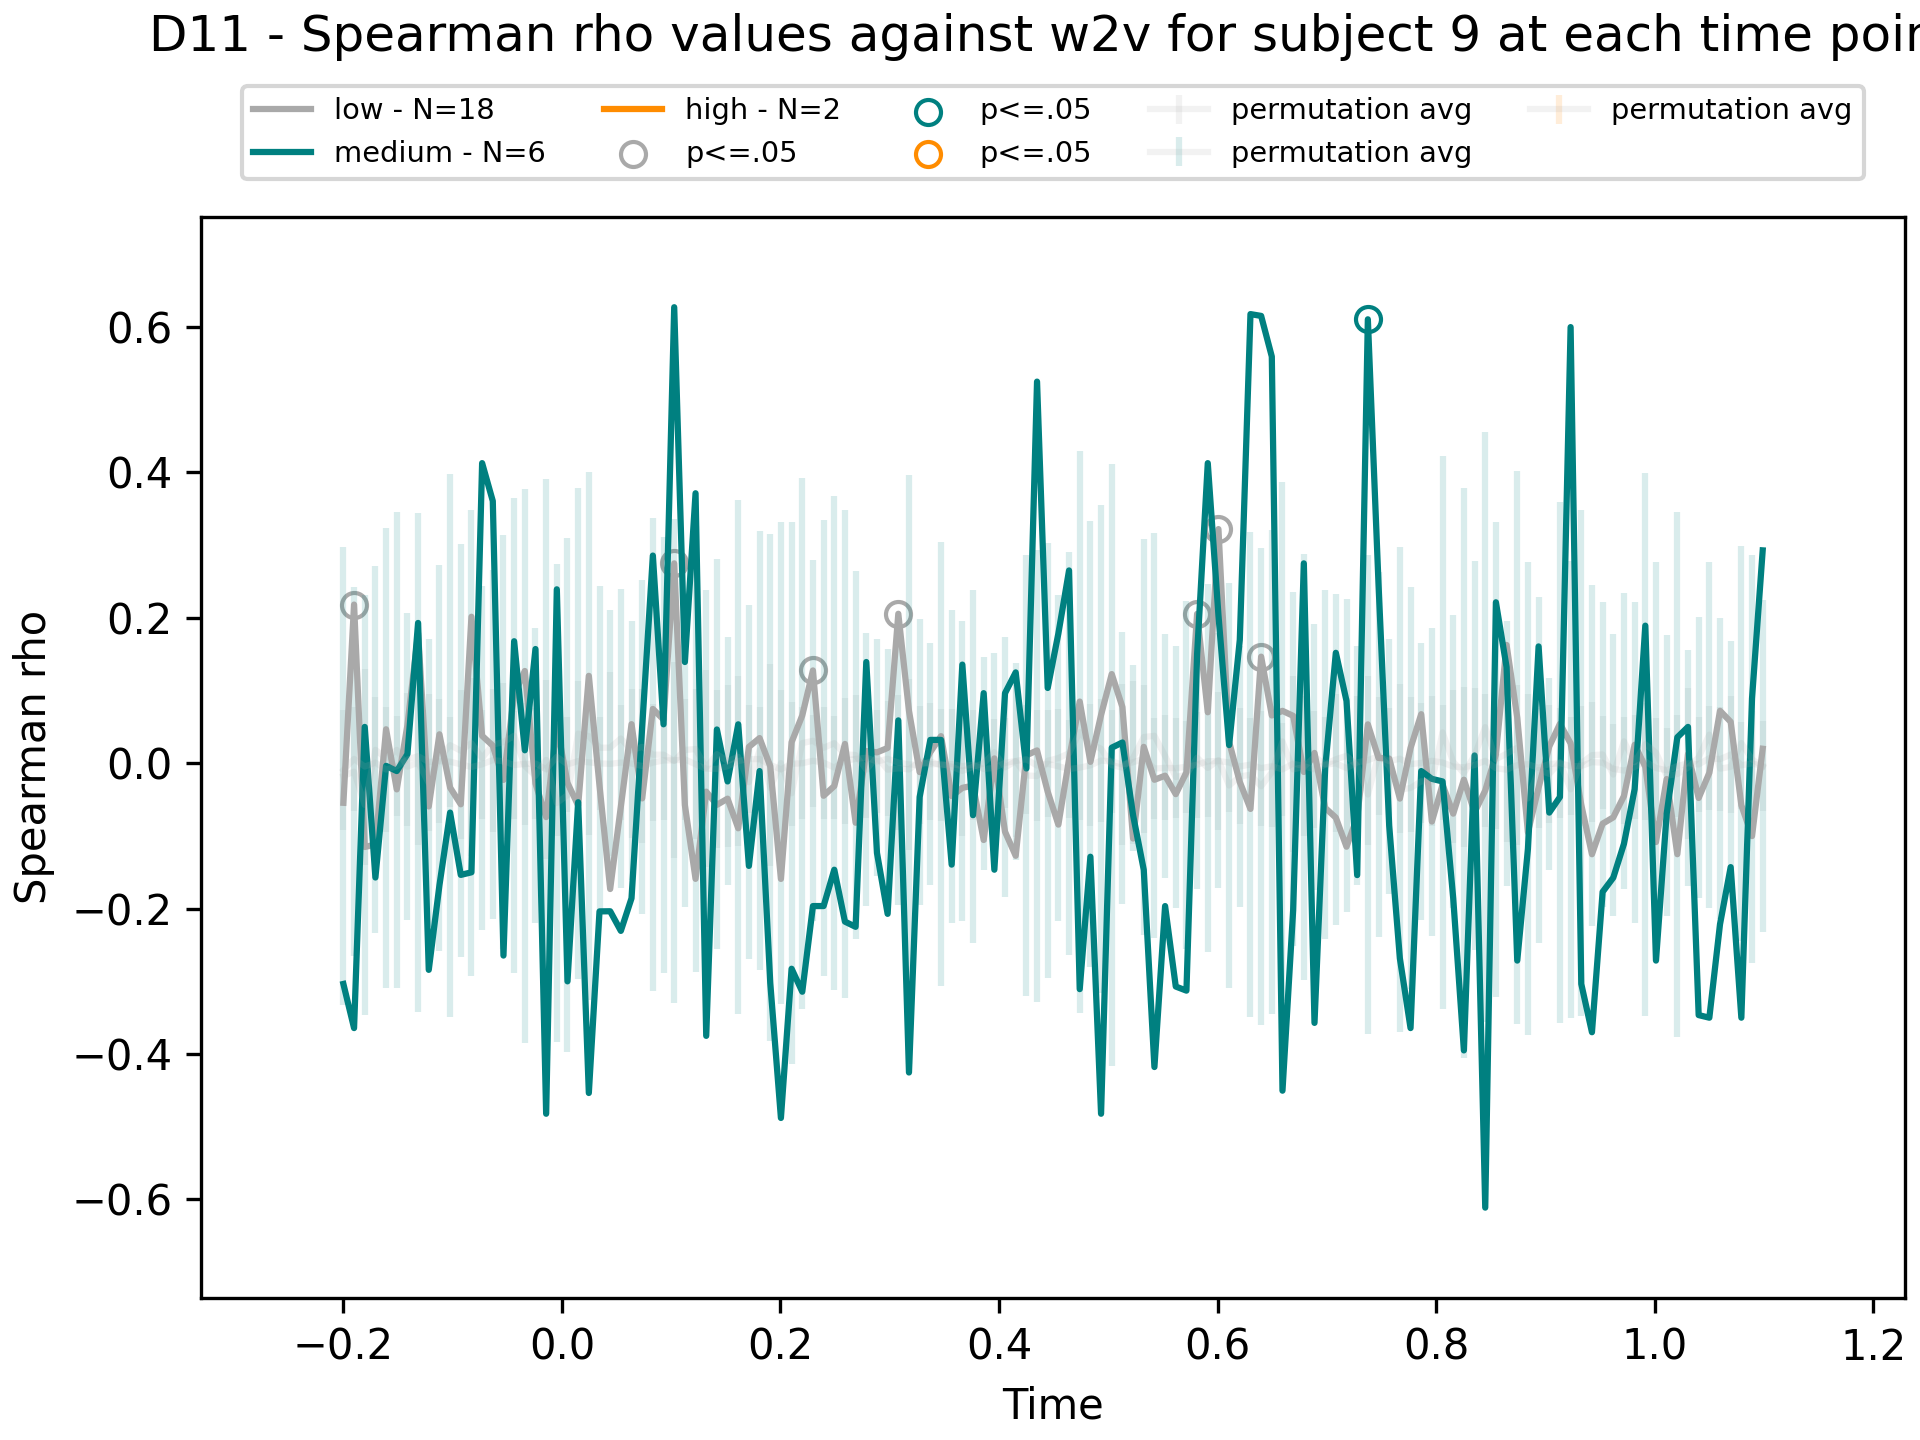 D11 - Spearman rho values against w2v for subject 9 at each time poin
low - N=18 high - N=2 p<=.05 permutation avg permutation avg
medium - N=6 p<=.05 p<=.05 permutation avg
0.6
0.4
0.2
0.0
−0.2
−0.4
−0.6
Spearman rho
−0.2 0.0 0.2 0.4 0.6 0.8 1.0 1.2
Time